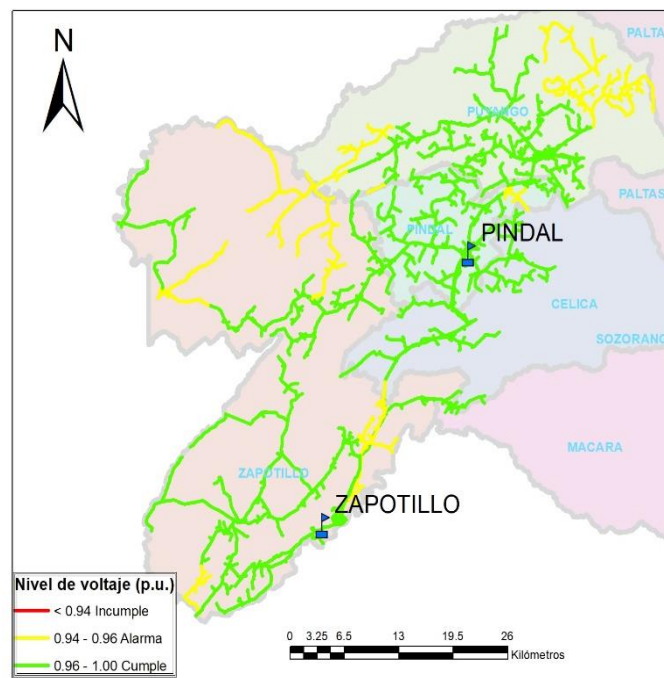 N
PALTA
PUYANGO
PALTAS
PINDAL
PINDAL
CELICA
SOZORANG
MACARA
ZAPOTILLO
ZAPOTILLO
Nivel de voltaje (p.u.)
< 0.94 Incumple
0.94 - 0.96 Alarma
0.96 - 1.00 Cumple
0 3.25 6.5 13 19.5 26
Kilómetros